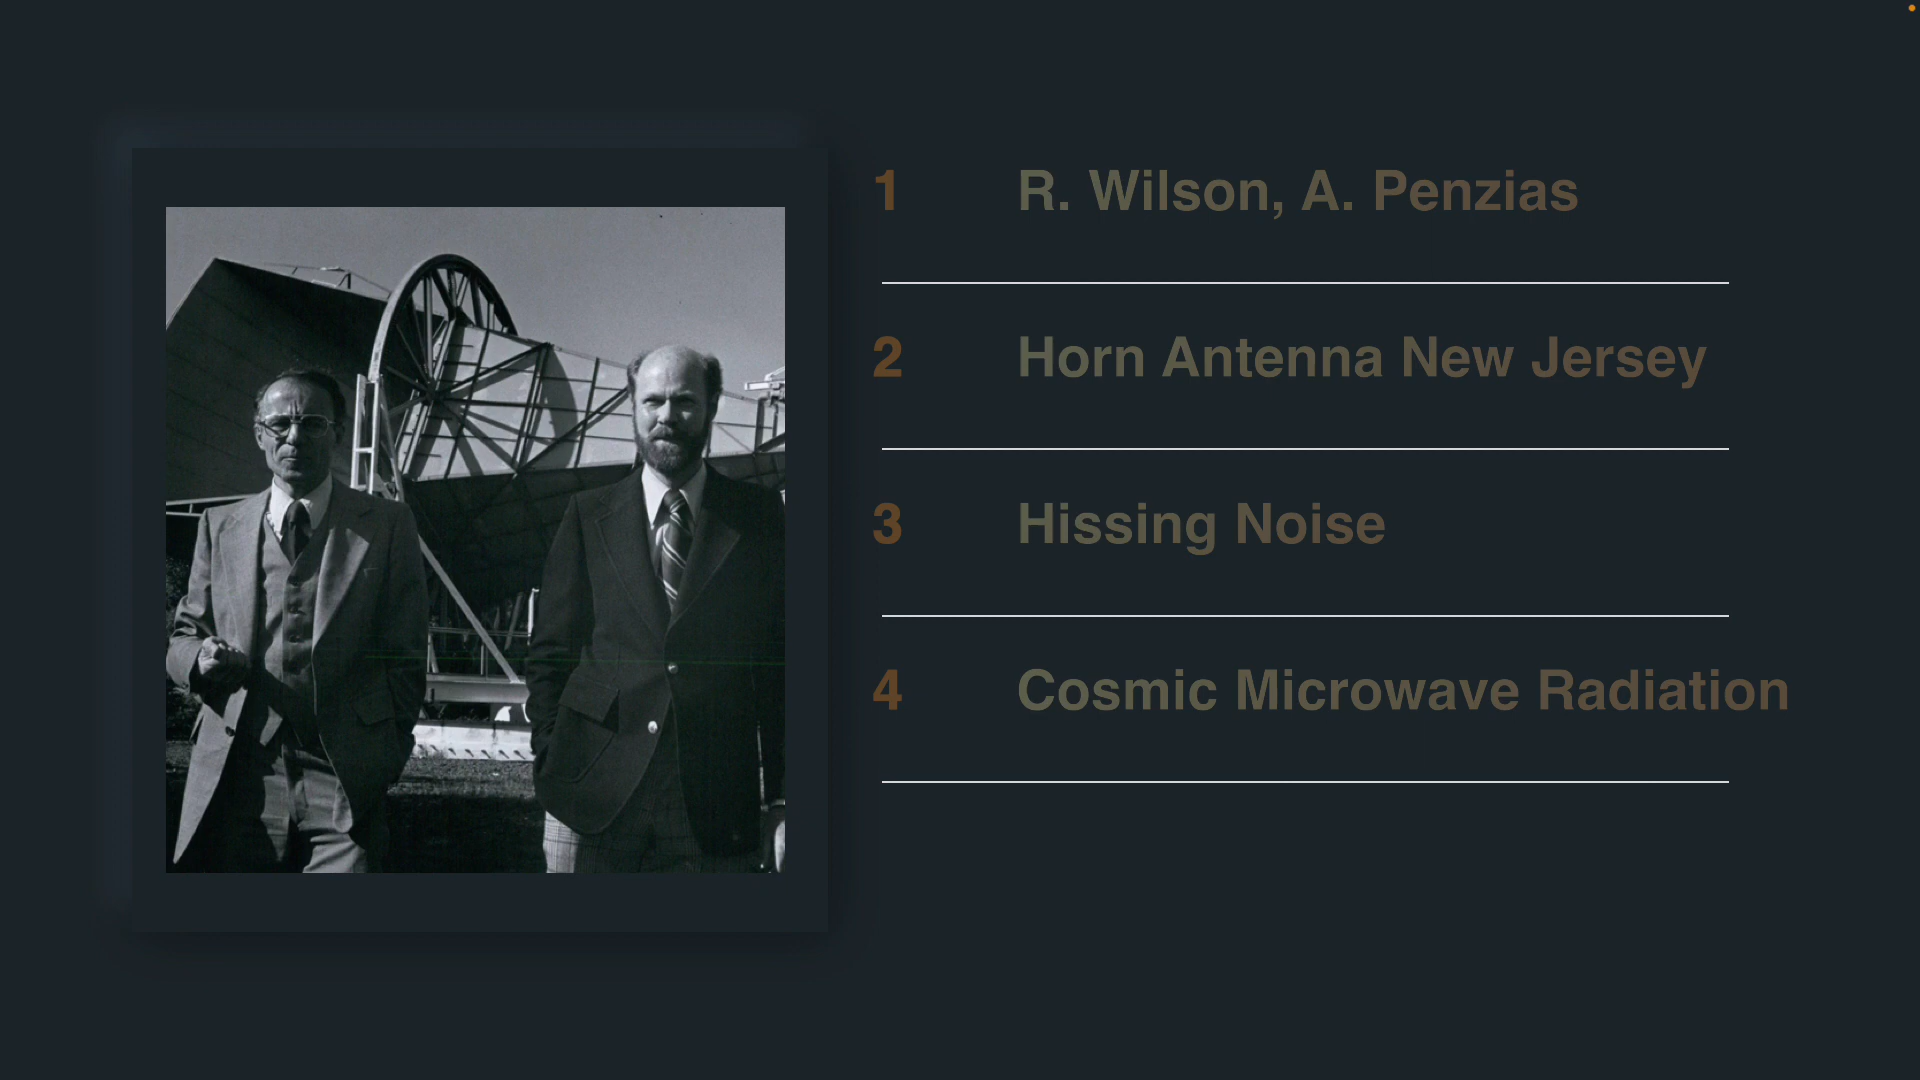 1 R. Wilson, A. Penzias
2 Horn Antenna New Jersey
3 Hissing Noise
4 Cosmic Microwave Radiation